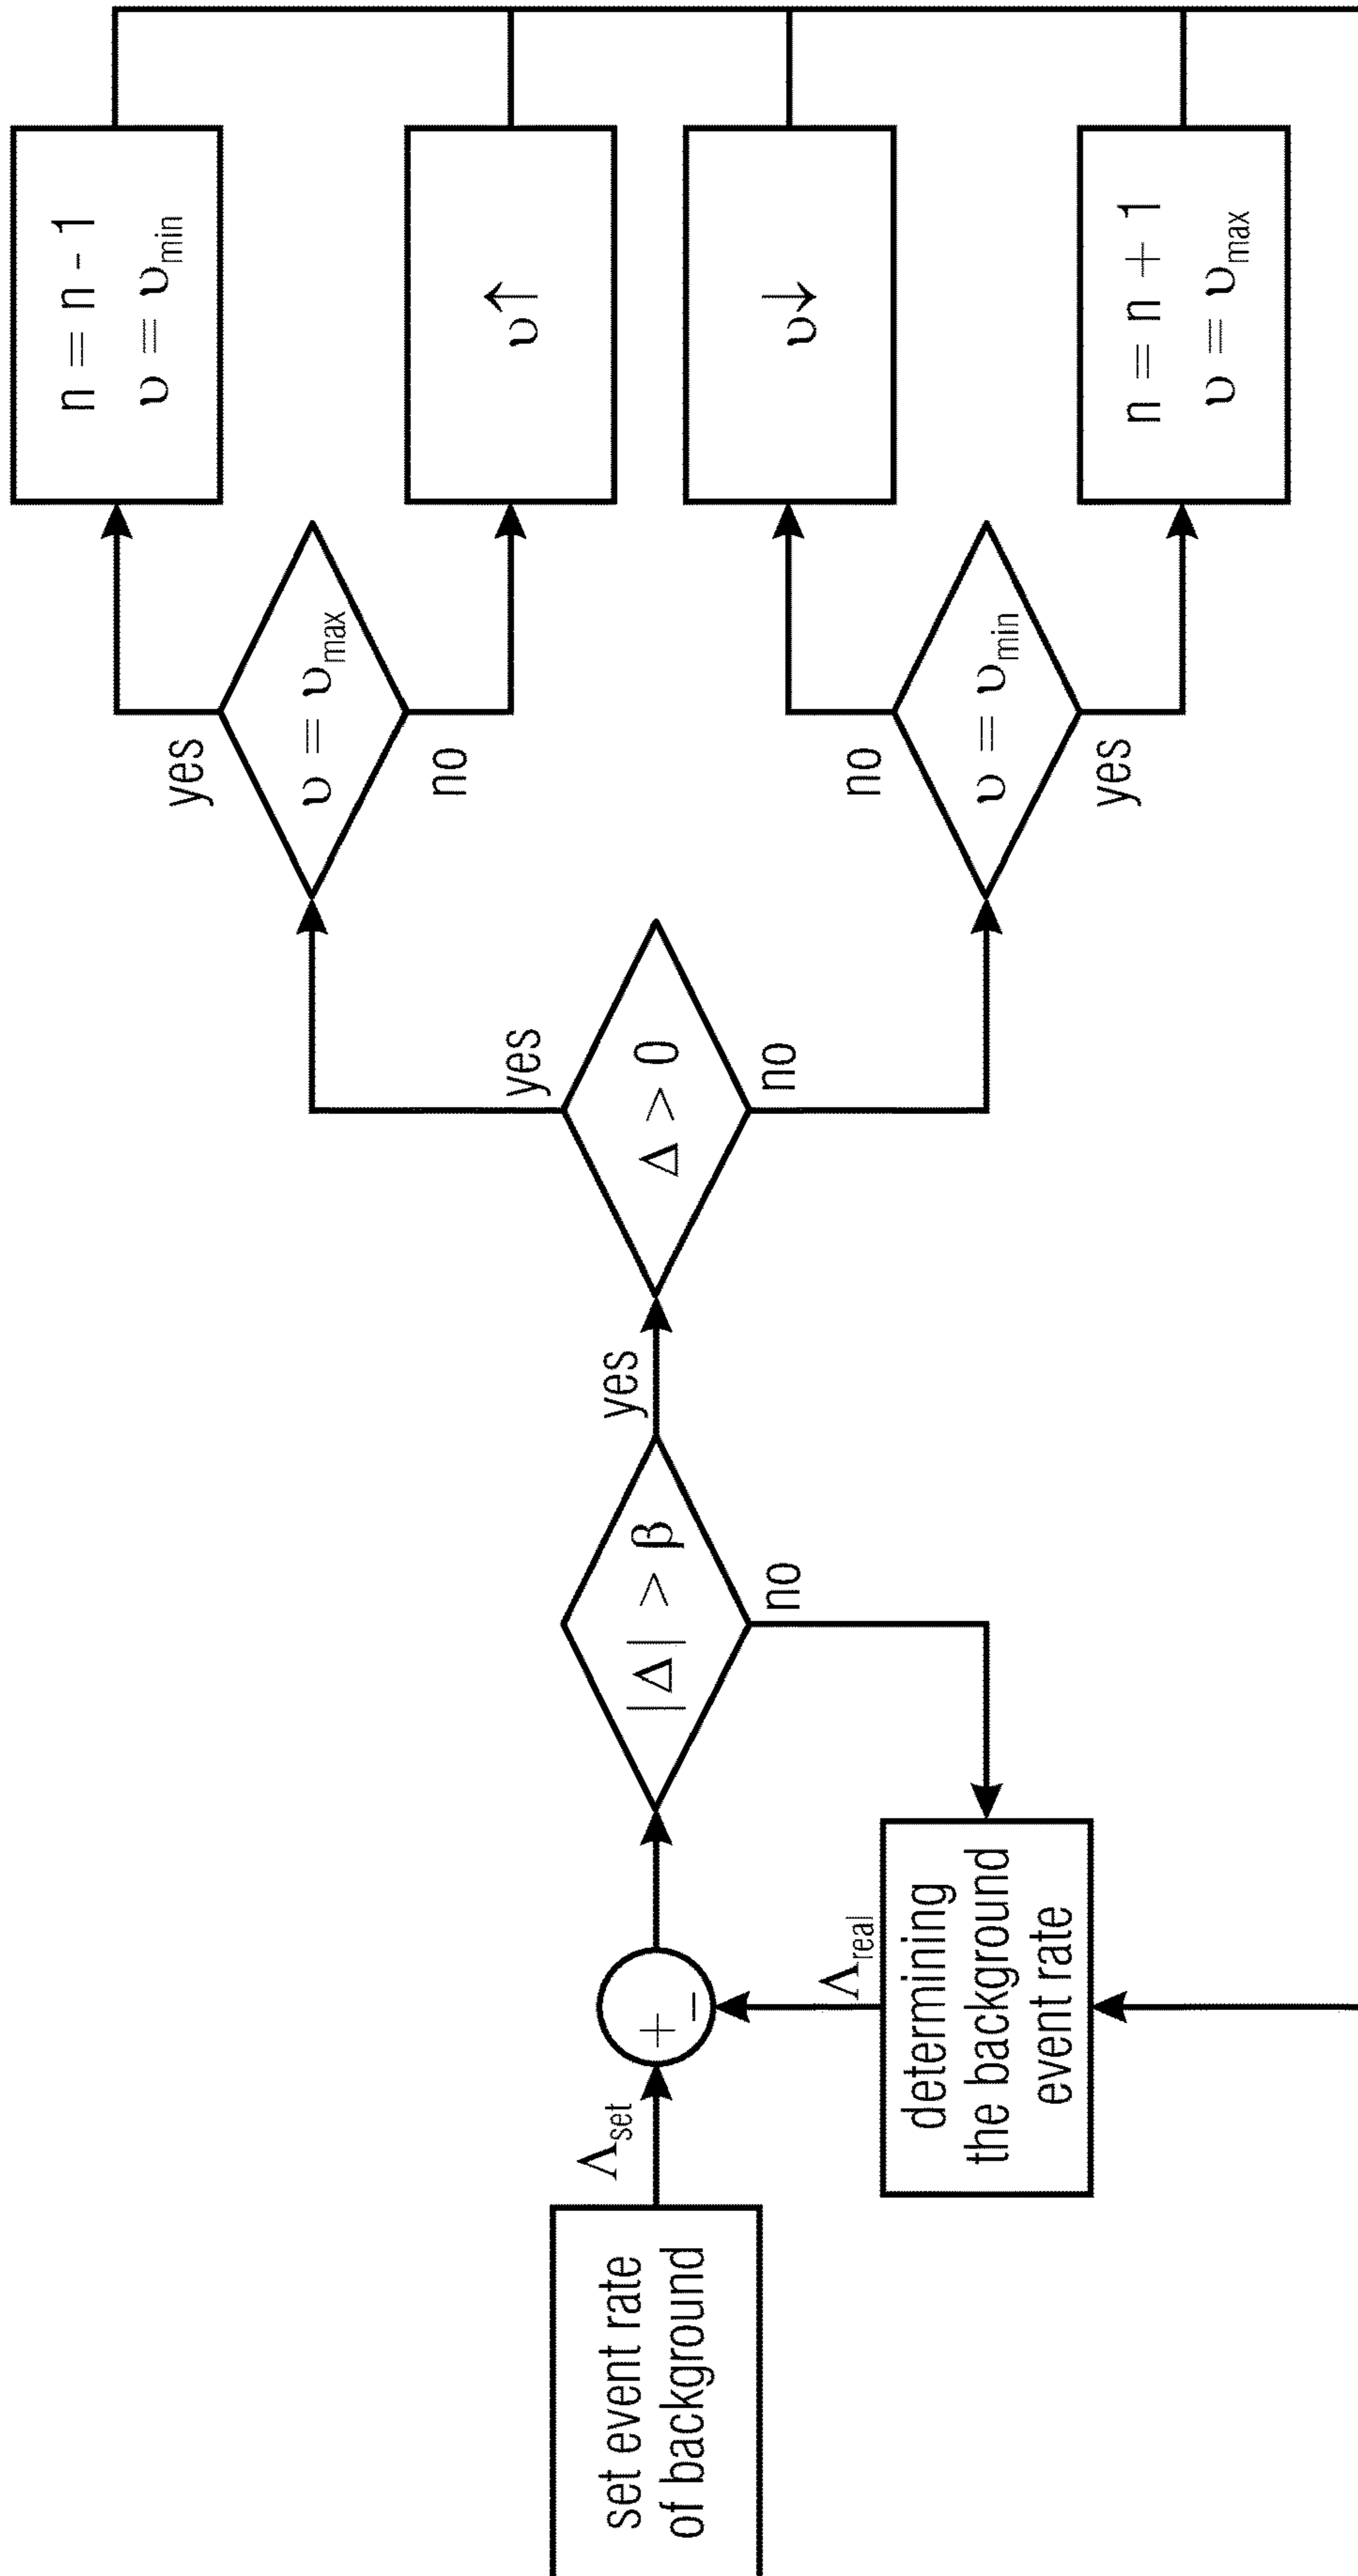 set event rate
of background
Λset
+
−
Λreal
determining
the background
event rate
|Δ| > β
yes
no
Δ > 0
yes
no
υ = υmax
yes
no
υ = υmin
no
yes
n = n - 1
υ = υmin
υ↑
υ↓
n = n + 1
υ = υmax